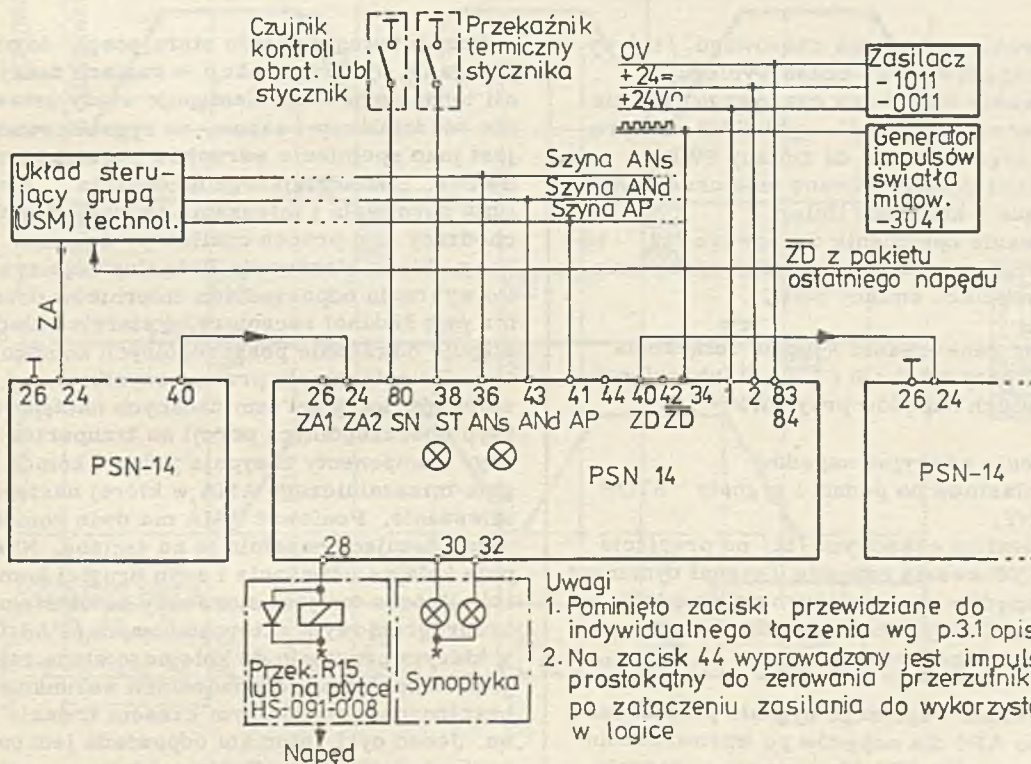 Czujnik
kontroli
obrot. lub
stycznik
Przekaźnik
termiczny
stycznika
0V
+24=
+24V
Zasilacz
-1011
-0011
Generator
impulsów
światła
migow.
-3041
Układ steru-
jący grupą
(USM) technol.
Szyna ANs
Szyna ANd
Szyna AP
ZD z pakietu
ostatniego napędu
ZA
26 24 40
26 24 80 38 36 43 41 44 40 42 34 1 2 83
84
26 24
ZA1 ZA2 SN ST ANs ANd AP ZD ZD
PSN-14
PSN 14
PSN-14
28 30 32
Przek. R15
lub na płytce
HS-091-008
Synoptyka
Napęd
Uwagi
1. Pominięto zaciski przewidziane do
indywidualnego łączenia wg p.3.1 opis
2. Na zacisk 44 wyprowadzony jest impuls
prostokątny do zerowania przerzutnik
po załączeniu zasilania do wykorzyst
w logice